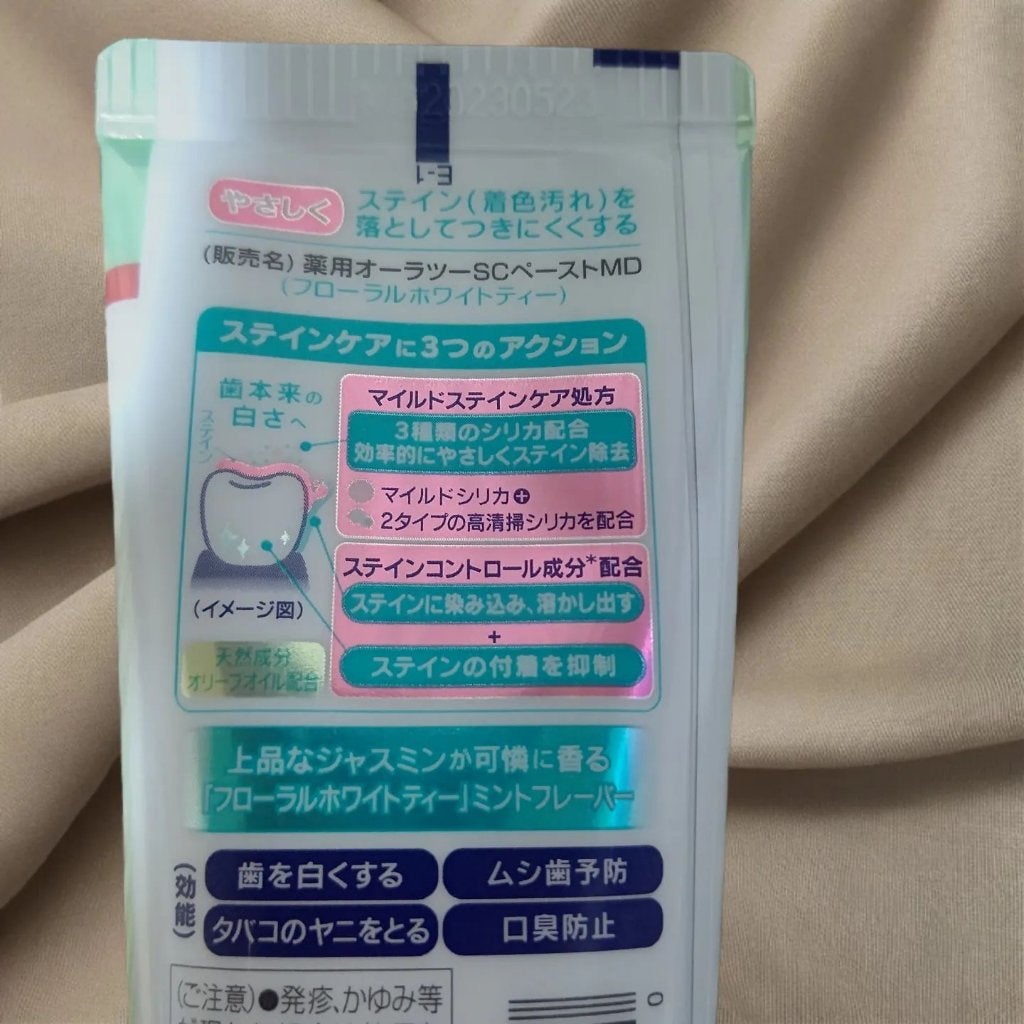 20230523
E-1
やさしく
ステイン(着色汚れ)を
落としてつきにくくする
(販売名) 薬用オーラツーSCペーストMD
(フローラルホワイトティー)
ステインケアに3つのアクション
歯本来の
白さへ
ステイン
(イメージ図)
天然成分
オリーブオイル配合
マイルドステインケア処方
3種類のシリカ配合
効率的にやさしくステイン除去
マイルドシリカ+
2タイプの高清掃シリカを配合
ステインコントロール成分*配合
ステインに染み込み、溶かし出す
+
ステインの付着を抑制
上品なジャスミンが可憐に香る
「フローラルホワイトティー」ミントフレーバー
(効能)
歯を白くする
ムシ歯予防
タバコのヤニをとる
口臭防止
(ご注意)●発疹、かゆみ等
0